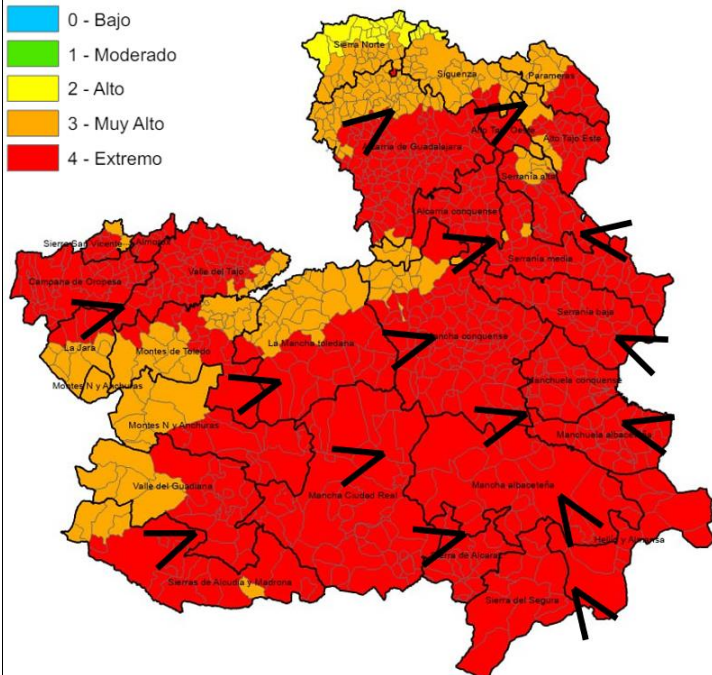 0 - Bajo
1 - Moderado
2 - Alto
3 - Muy Alto
4 - Extremo
Sierra Norte
Sigüenza
Parameras
Alcarria de Guadalajara
Alto Tajo Oeste
Alto Tajo Este
Serranía alta
Alcarria conquense
Serranía media
Sierra San Vicente
Almorox
Campana de Oropesa
Valle del Tajo
Serranía baja
La Jara
Montes de Toledo
La Mancha toledana
Mancha conquense
Montes N y Anchuras
Manchuela conquense
Montes N y Anchuras
Manchuela albaceteña
Valle del Guadiana
Mancha Ciudad Real
Mancha albaceteña
Hellín y Almansa
Sierra de Alcaraz
Sierras de Alcudia y Madrona
Sierra del Segura